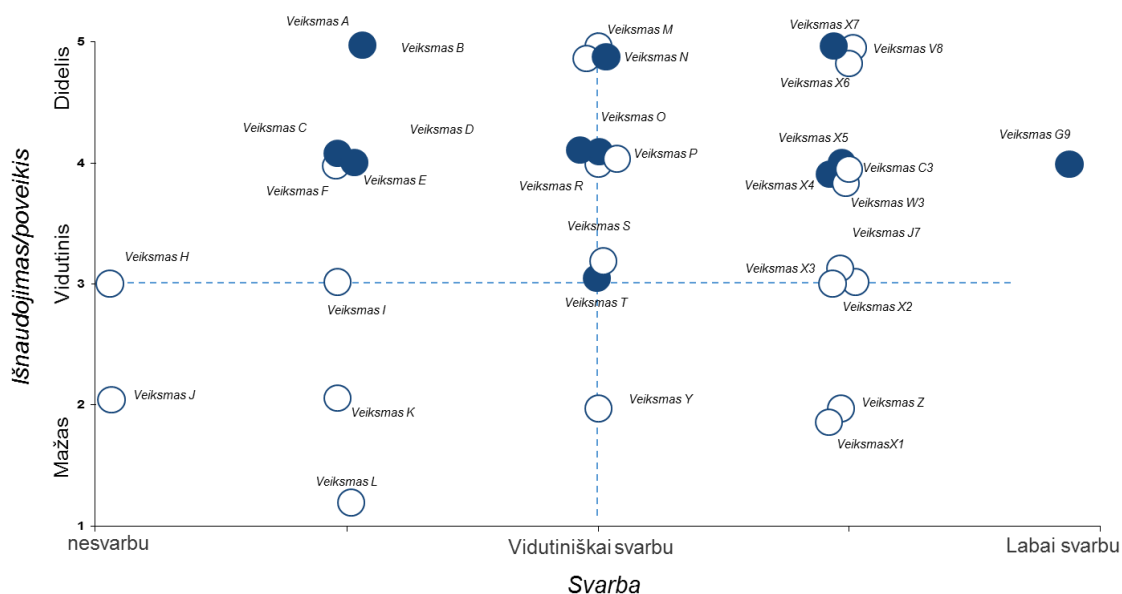 Veiksmas A
Veiksmas B
Veiksmas M
Veiksmas N
Veiksmas X7
Veiksmas V8
Veiksmas X6
Veiksmas C
Veiksmas D
Veiksmas E
Veiksmas F
Veiksmas O
Veiksmas P
Veiksmas R
Veiksmas X5
Veiksmas C3
Veiksmas X4
Veiksmas W3
Veiksmas G9
Veiksmas S
Veiksmas T
Veiksmas J7
Veiksmas X3
Veiksmas X2
Veiksmas H
Veiksmas I
Veiksmas J
Veiksmas K
Veiksmas L
Veiksmas Y
Veiksmas Z
VeiksmasX1
5
4
3
2
1
Didelis
Vidutinis
Mažas
Išnaudojimas/poveikis
nesvarbu
Vidutiniškai svarbu
Labai svarbu
Svarba